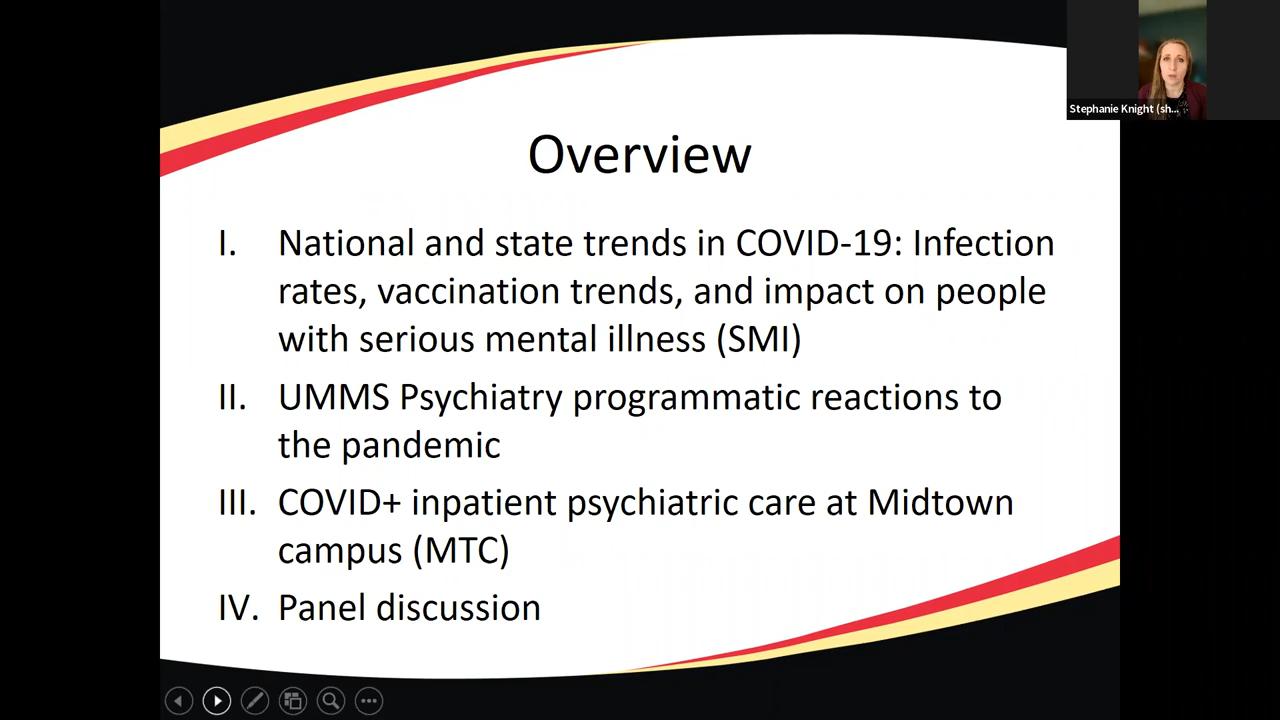 Stephanie Knight (sh...
Overview
I. National and state trends in COVID-19: Infection
rates, vaccination trends, and impact on people
with serious mental illness (SMI)
II. UMMS Psychiatry programmatic reactions to
the pandemic
III. COVID+ inpatient psychiatric care at Midtown
campus (MTC)
IV. Panel discussion